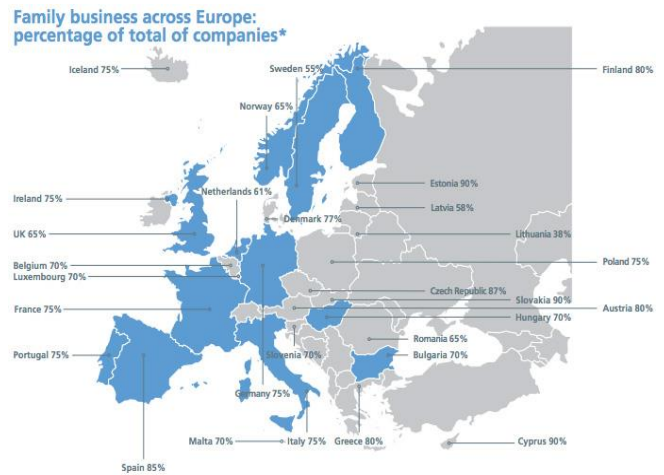 Family business across Europe:
percentage of total of companies*
Iceland 75%
Sweden 55%
Finland 80%
Norway 65%
Estonia 90%
Ireland 75%
Netherlands 61%
Latvia 58%
Denmark 77%
UK 65%
Lithuania 38%
Belgium 70%
Poland 75%
Luxembourg 70%
Czech Republic 87%
Slovakia 90%
France 75%
Austria 80%
Hungary 70%
Romania 65%
Portugal 75%
Slovenia 70%
Bulgaria 70%
Germany 75%
Malta 70%
Italy 75%
Greece 80%
Cyprus 90%
Spain 85%